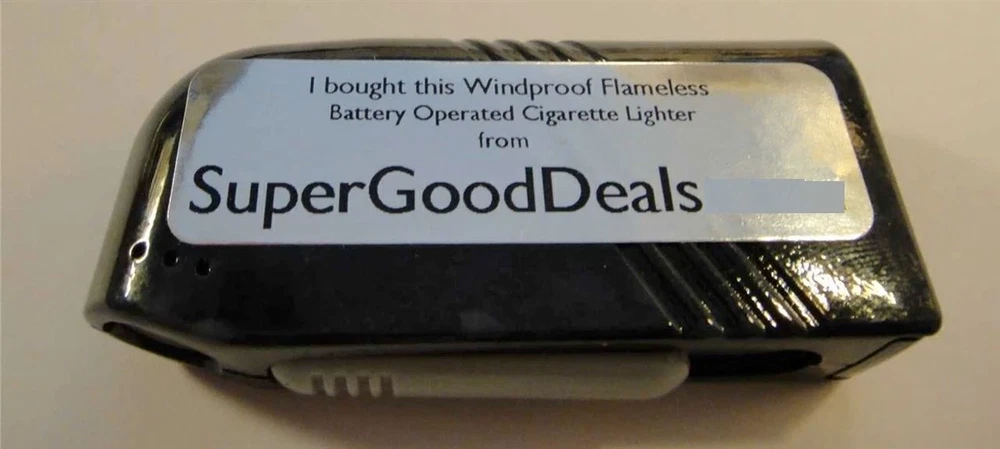 I bought this Windproof Flameless
Battery Operated Cigarette Lighter
from
SuperGoodDeals